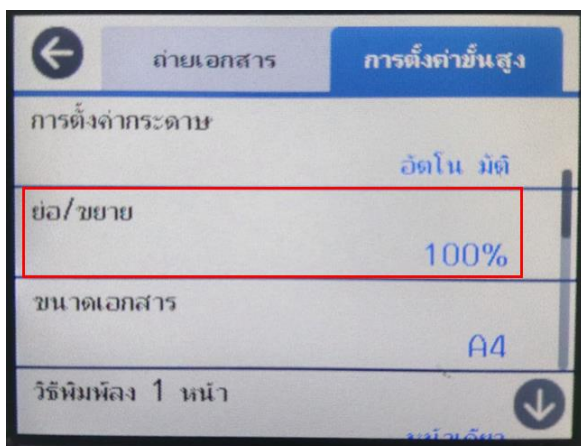 ถ่ายเอกสาร
การตั้งค่าขั้นสูง
การตั้งค่ากระดาษ
อัตโน มัติ
ย่อ/ขยาย
100%
ขนาดเอกสาร
A4
วิธีพิมพ์ลง 1 หน้า